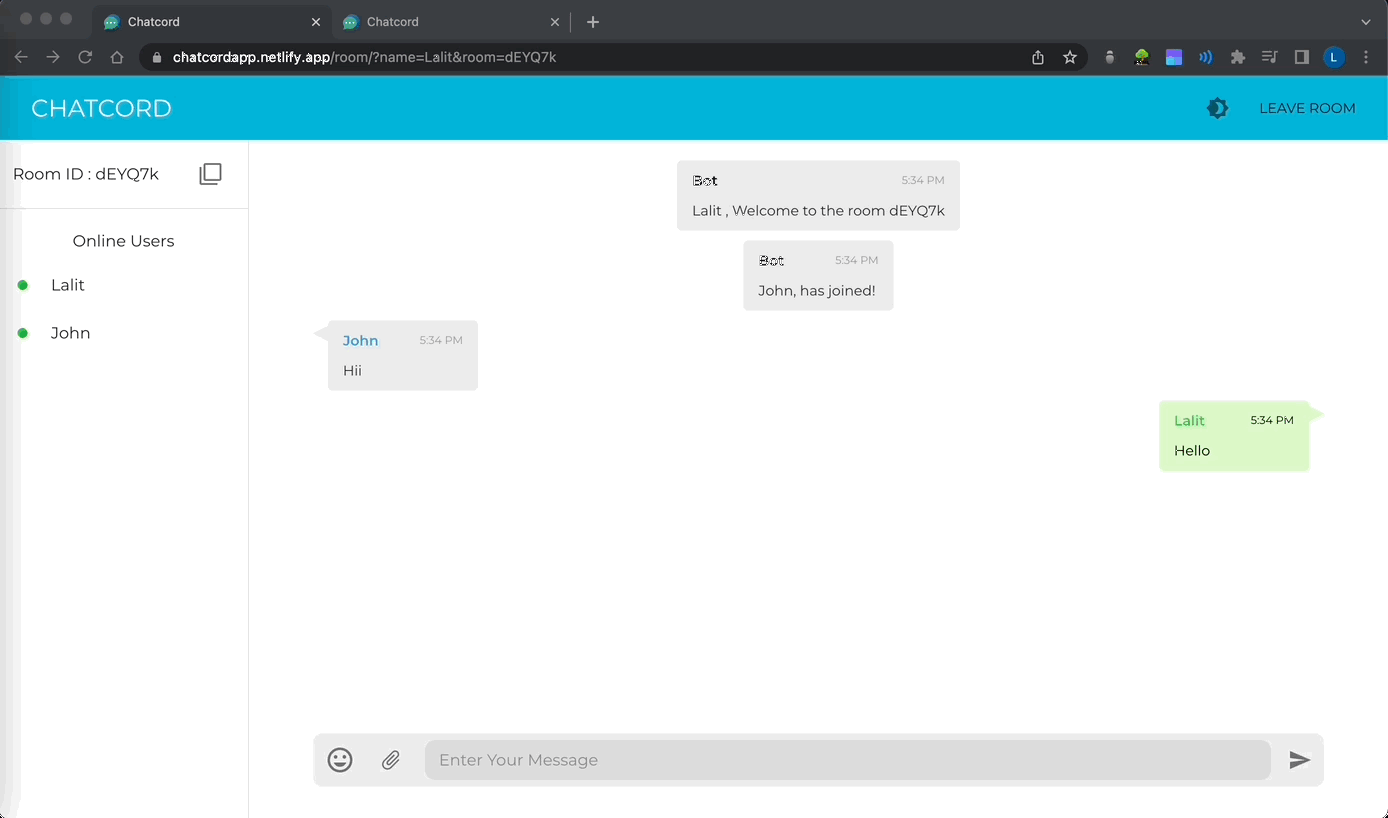 Chatcord
Chatcord
chatcordapp.netlify.app/room/?name=Lalit&room=dEYQ7k
L
CHATCORD
LEAVE ROOM
Room ID : dEYQ7k
Online Users
Lalit
John
Bot 5:34 PM
Lalit , Welcome to the room dEYQ7k
Bot 5:34 PM
John, has joined!
John 5:34 PM
Hii
Lalit 5:34 PM
Hello
Enter Your Message